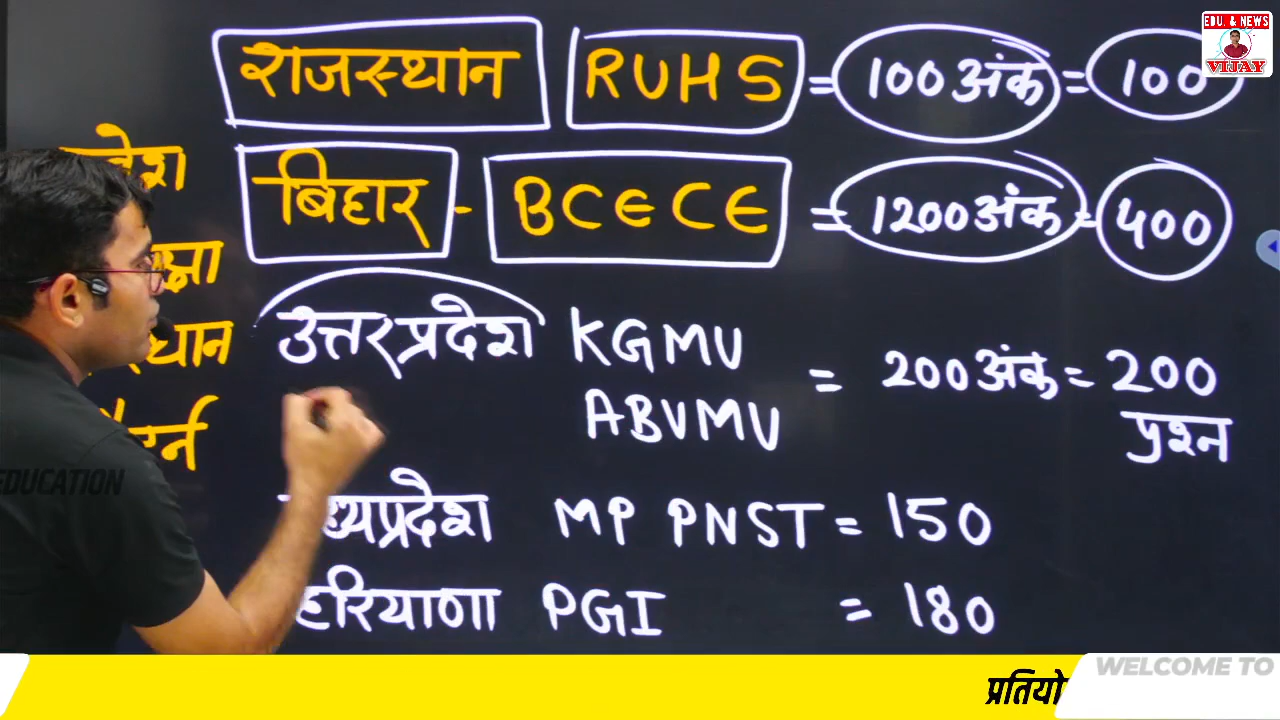 EDU. & NEWS
VIJAY
राजस्थान RUHS = 100 अंक = 100
बिहार - BCECE = 1200 अंक = 400
उत्तरप्रदेश KGMU = 200 अंक = 200
ABVMU प्रश्न
MP PNST = 150
हरियाणा PGI = 180
EDUCATION
WELCOME TO